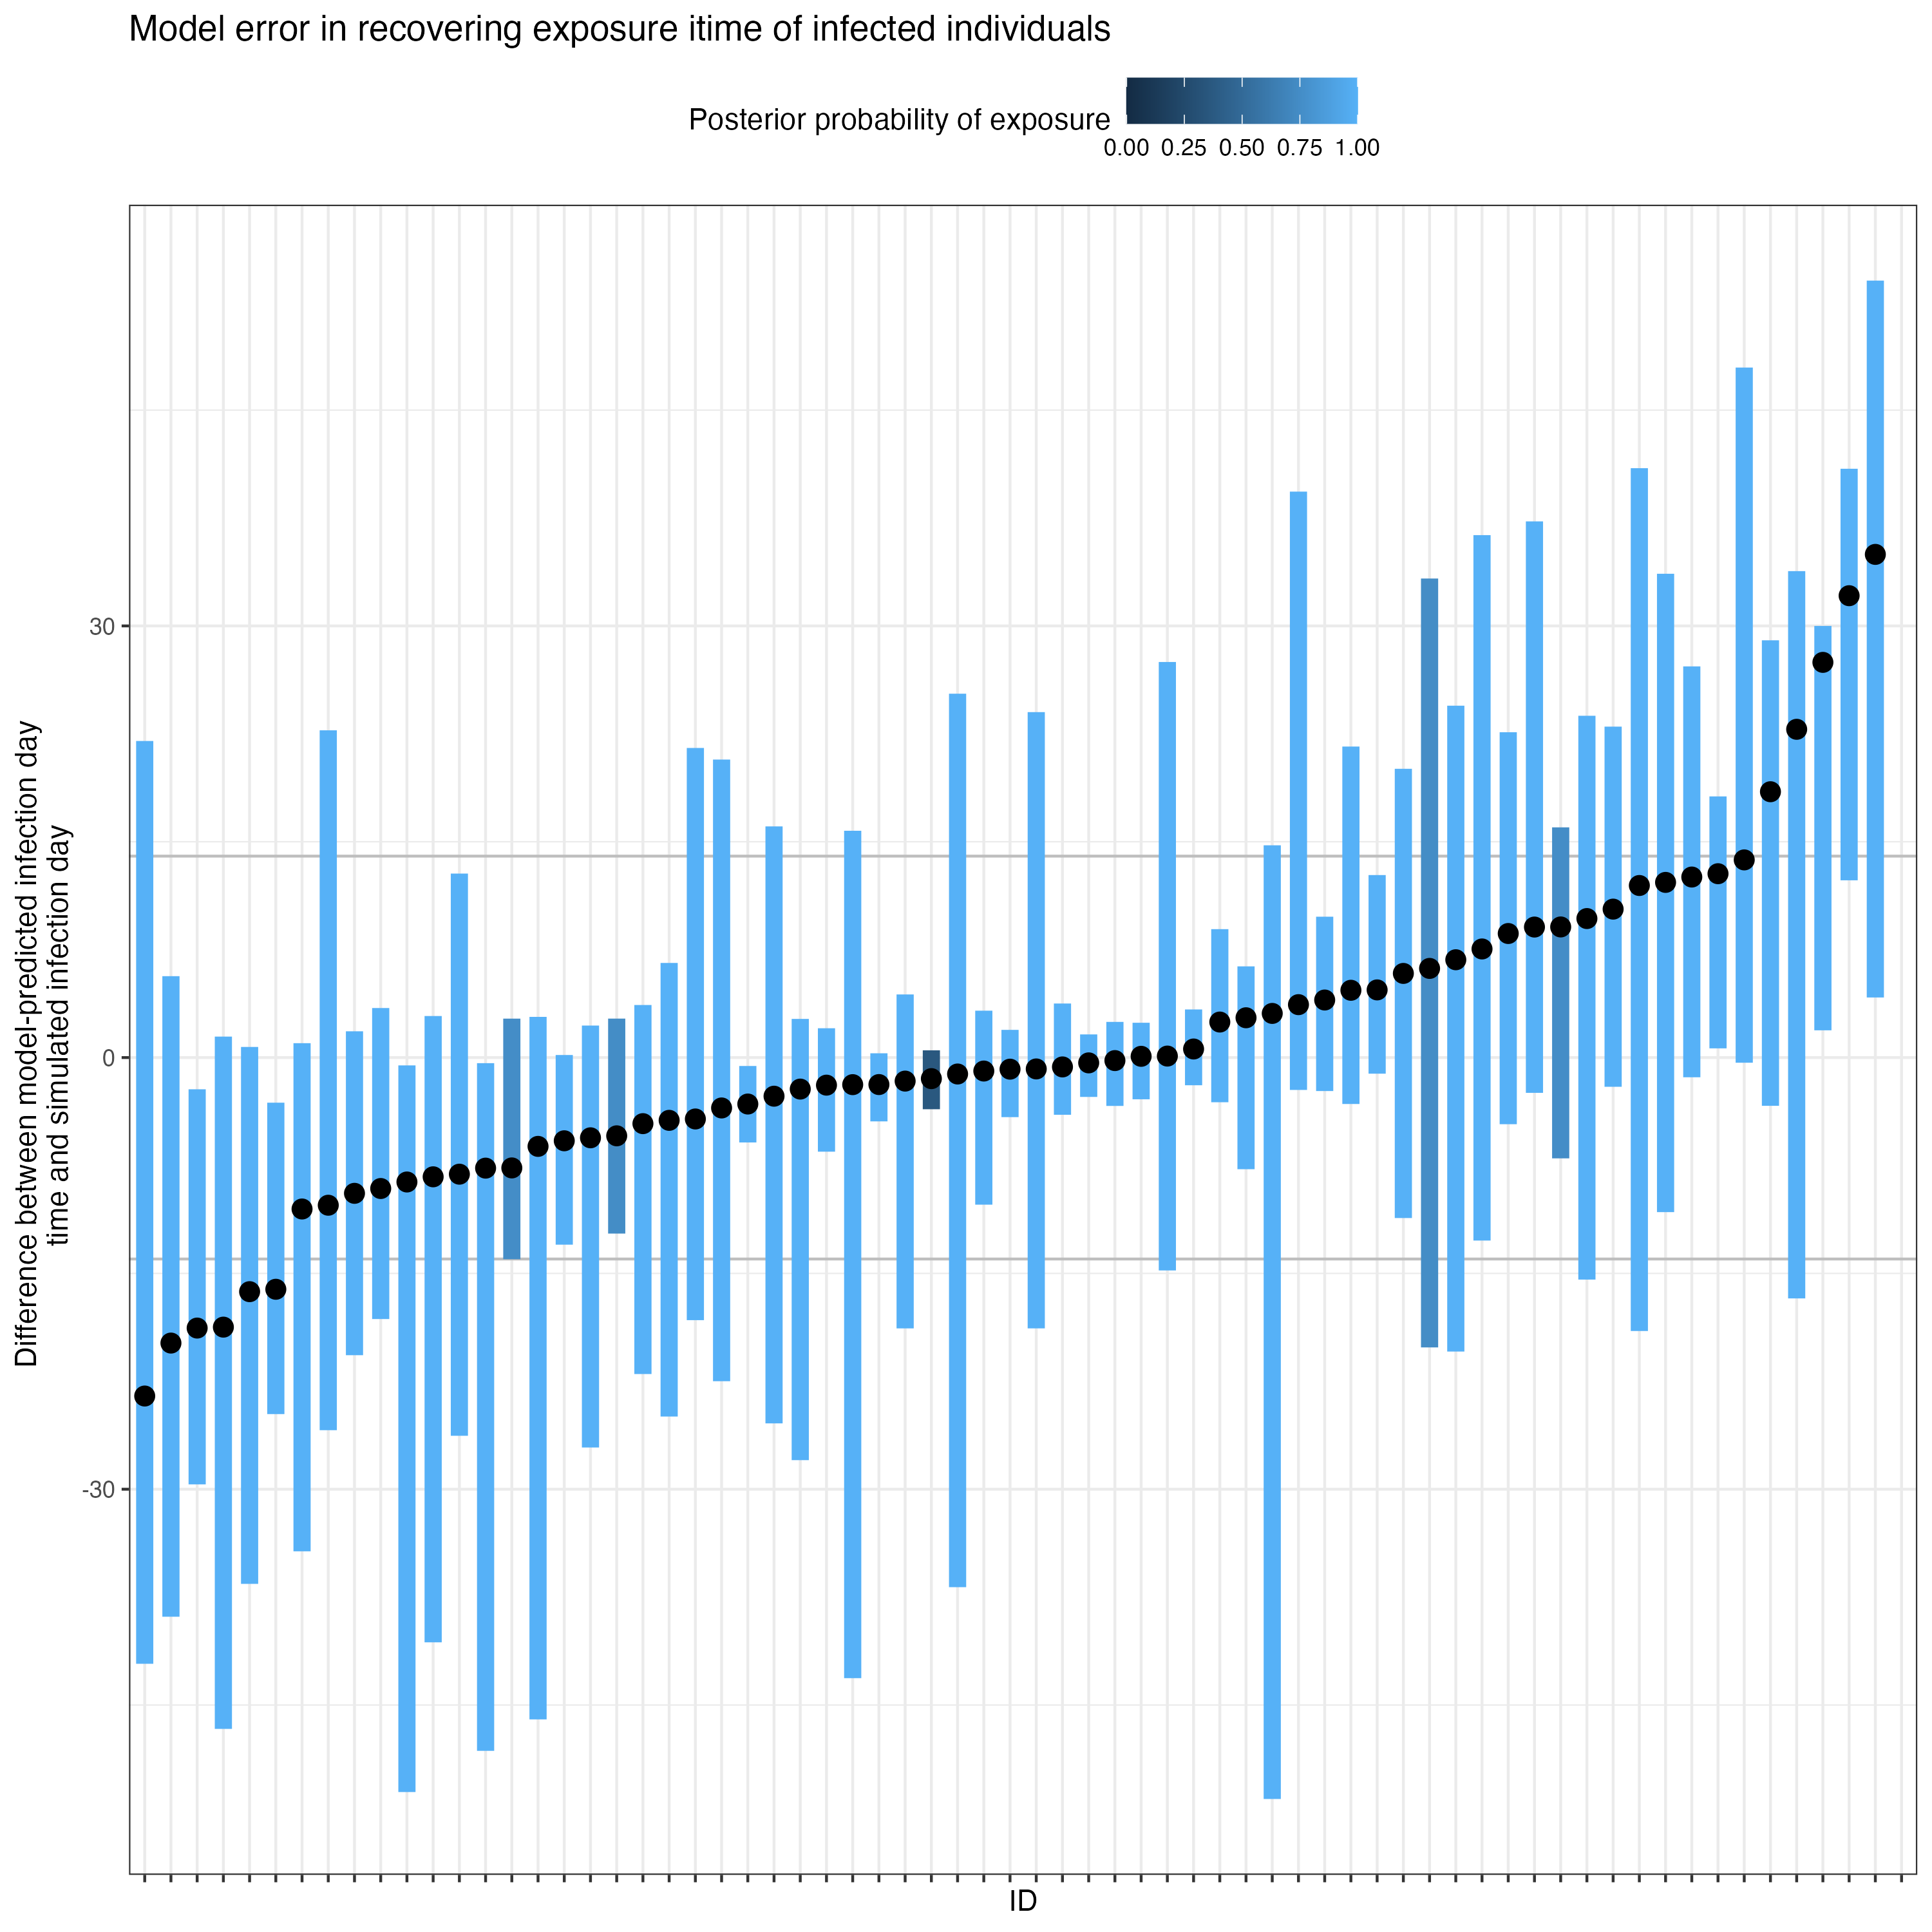 Model error in recovering exposure itime of infected individuals
Posterior probability of exposure
0.00 0.25 0.50 0.75 1.00
Difference between model-predicted infection day
time and simulated infection day
30
0
-30
ID